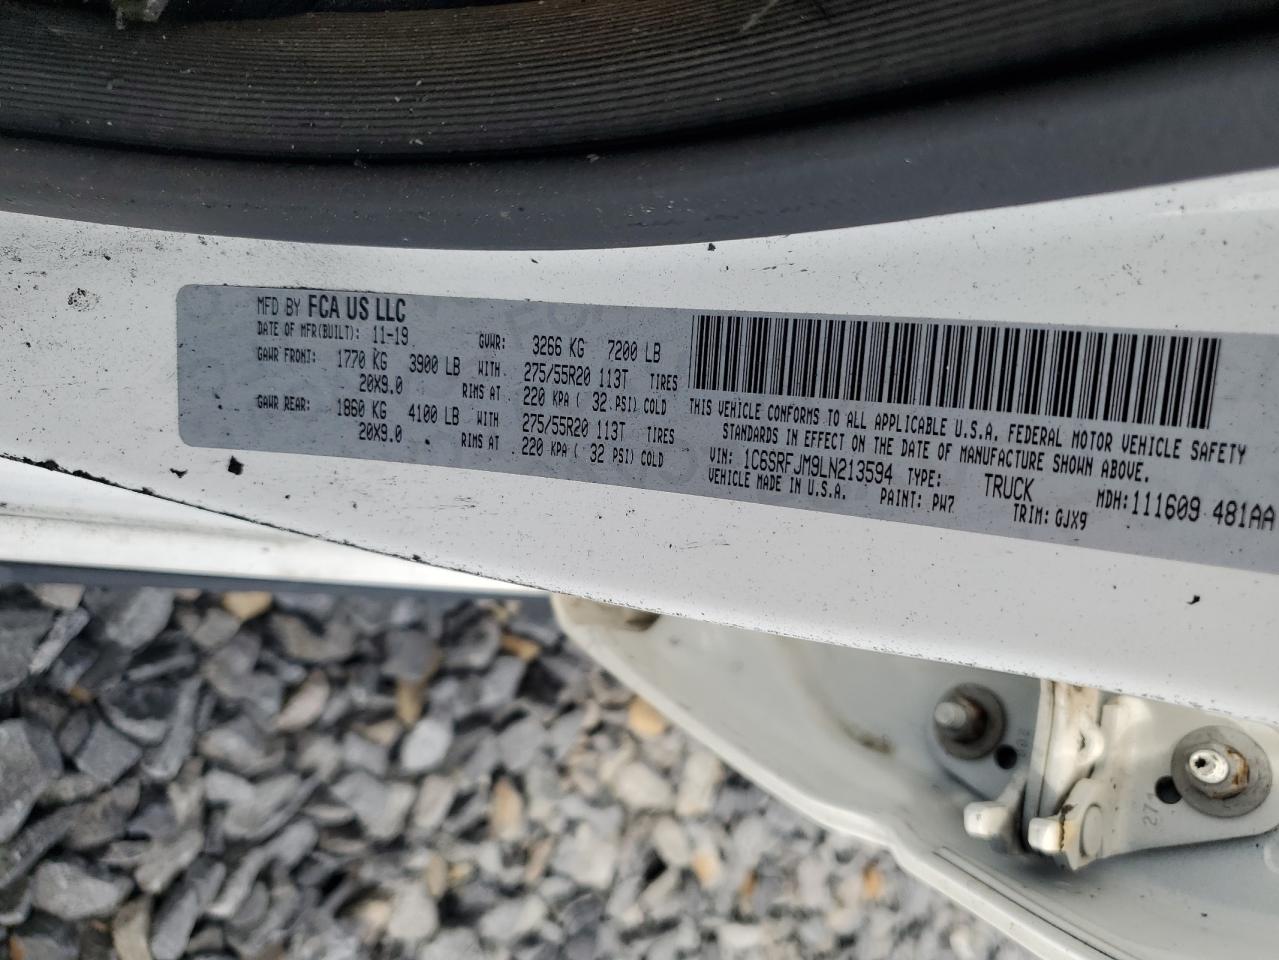 MFD BY FCA US LLC
DATE OF MFR(BUILT): 11-19 GVWR: 3266 KG 7200 LB
GAWR FRONT: 1770 KG 3900 LB WITH 275/55R20 113T TIRES
20X9.0 RIMS AT 220 KPA ( 32 PSI) COLD
GAWR REAR: 1860 KG 4100 LB WITH 275/55R20 113T TIRES
20X9.0 RIMS AT 220 KPA ( 32 PSI) COLD
THIS VEHICLE CONFORMS TO ALL APPLICABLE U.S.A. FEDERAL MOTOR VEHICLE SAFETY
STANDARDS IN EFFECT ON THE DATE OF MANUFACTURE SHOWN ABOVE.
VIN: 1C6SRFJM9LN213594 TYPE: TRUCK MDH:111609 481AA
VEHICLE MADE IN U.S.A. PAINT: PW7 TRIM: GJX9
271